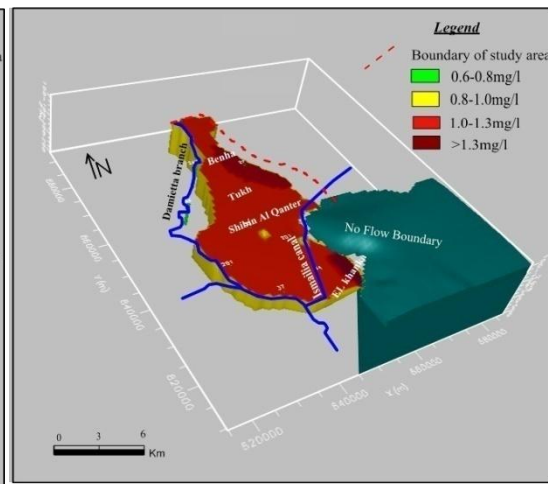 Legend
Boundary of study area
0.6-0.8mg/l
0.8-1.0mg/l
1.0-1.3mg/l
>1.3mg/l
N
Damietta branch
Benha
Tukh
Shibin Al Qanter
No Flow Boundary
Ismailia canal
Y (m)
840000
820000
820000
840000
X (m)
860000
0 3 6
Km